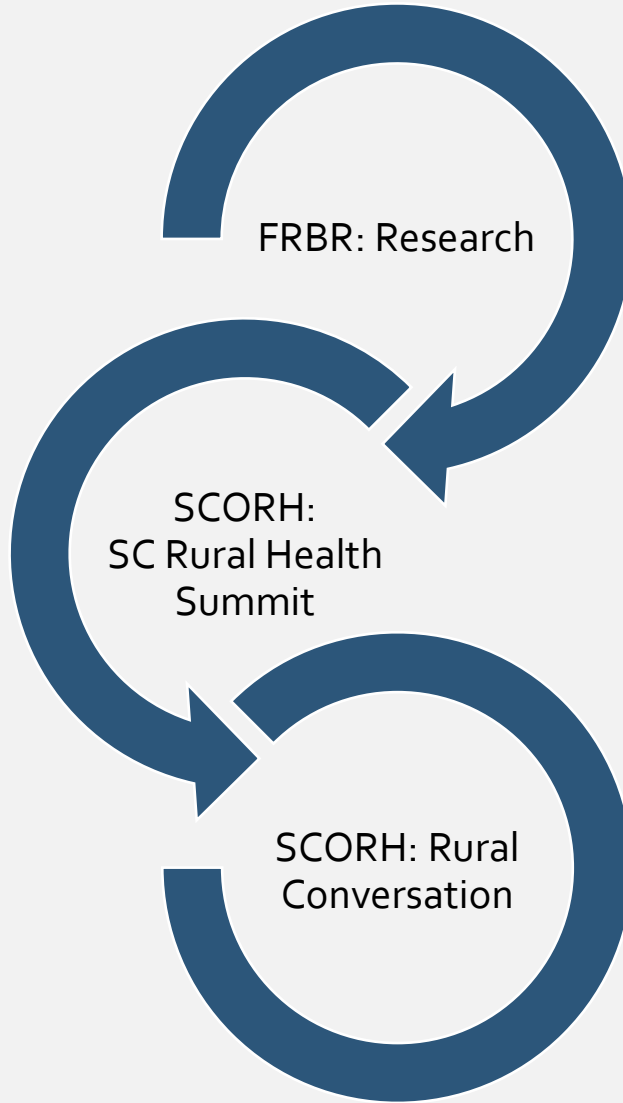 FRBR: Research
SCORH:
SC Rural Health
Summit
SCORH: Rural
Conversation